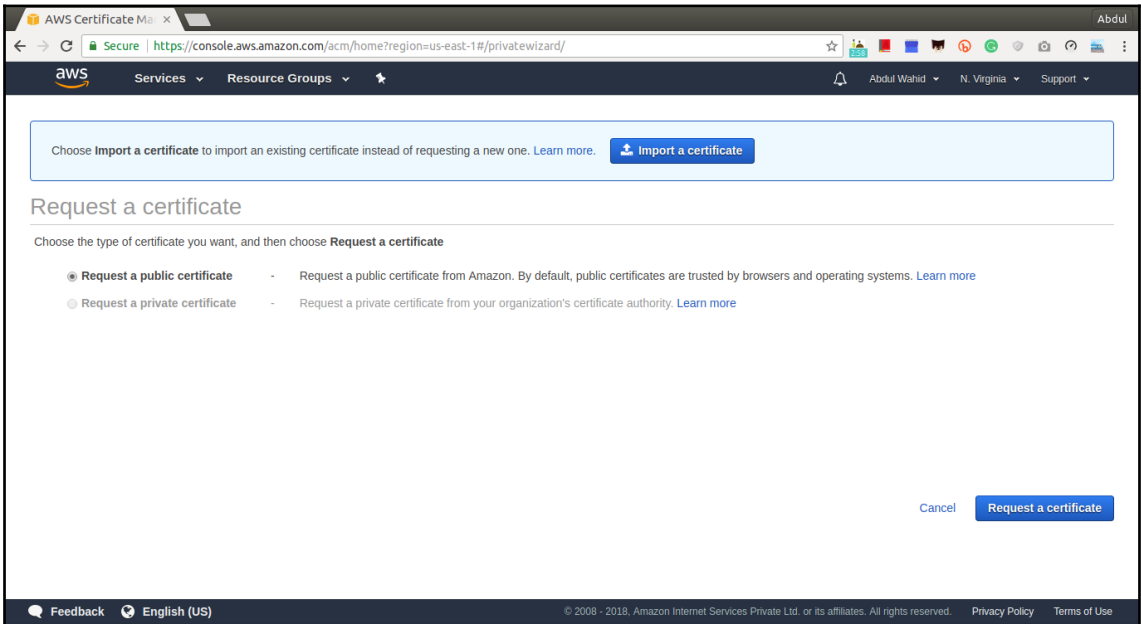 AWS Certificate Ma
Abdul
Secure https://console.aws.amazon.com/acm/home?region=us-east-1#/privatewizard/
2:58
aws Services Resource Groups Abdul Wahid N. Virginia Support
Choose Import a certificate to import an existing certificate instead of requesting a new one. Learn more. Import a certificate
Request a certificate
Choose the type of certificate you want, and then choose Request a certificate
Request a public certificate - Request a public certificate from Amazon. By default, public certificates are trusted by browsers and operating systems. Learn more
Request a private certificate - Request a private certificate from your organization's certificate authority. Learn more
Cancel Request a certificate
Feedback English (US) © 2008 - 2018, Amazon Internet Services Private Ltd. or its affiliates. All rights reserved. Privacy Policy Terms of Use